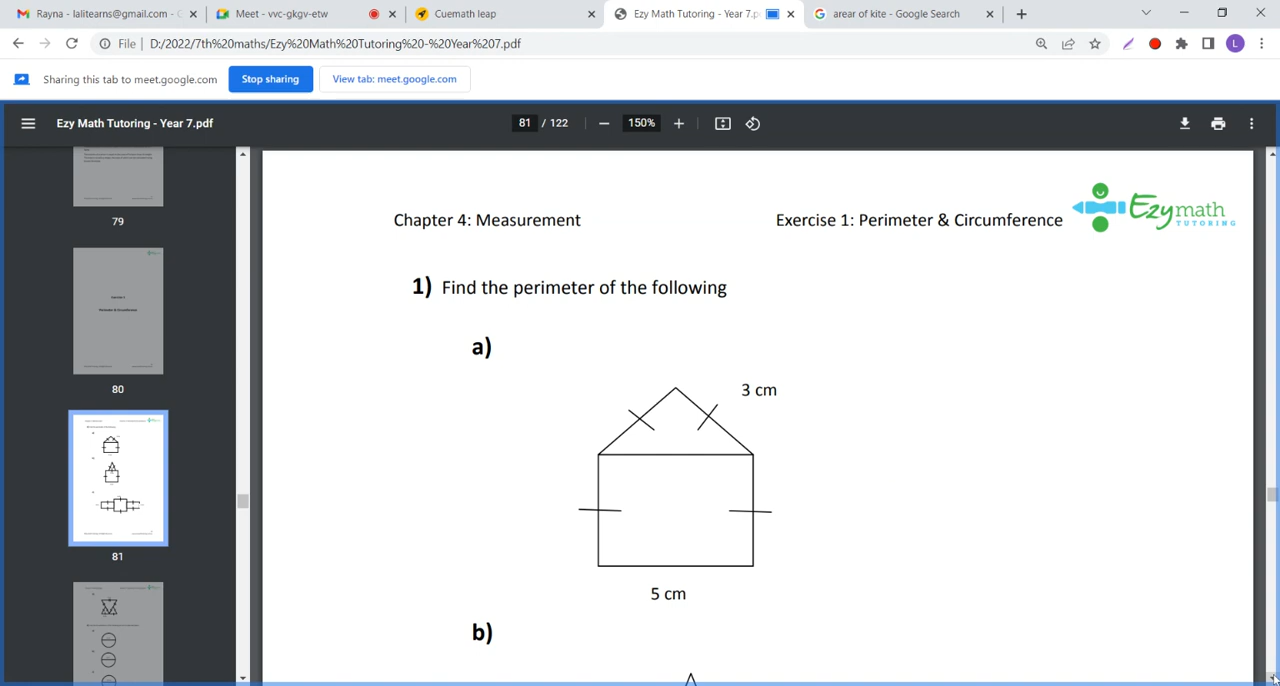 Rayna - lalitearns@gmail.com -
Meet - vvc-gkgv-etw
Cuemath leap
Ezy Math Tutoring - Year 7.p
arear of kite - Google Search
File
D:/2022/7th%20maths/Ezy%20Math%20Tutoring%20-%20Year%207.pdf
L
Sharing this tab to meet.google.com
Stop sharing
View tab: meet.google.com
Ezy Math Tutoring - Year 7.pdf
81 / 122
150%
79
80
81
Chapter 4: Measurement
Exercise 1: Perimeter & Circumference
Ezymath
TUTORING
1) Find the perimeter of the following
a)
3 cm
5 cm
b)